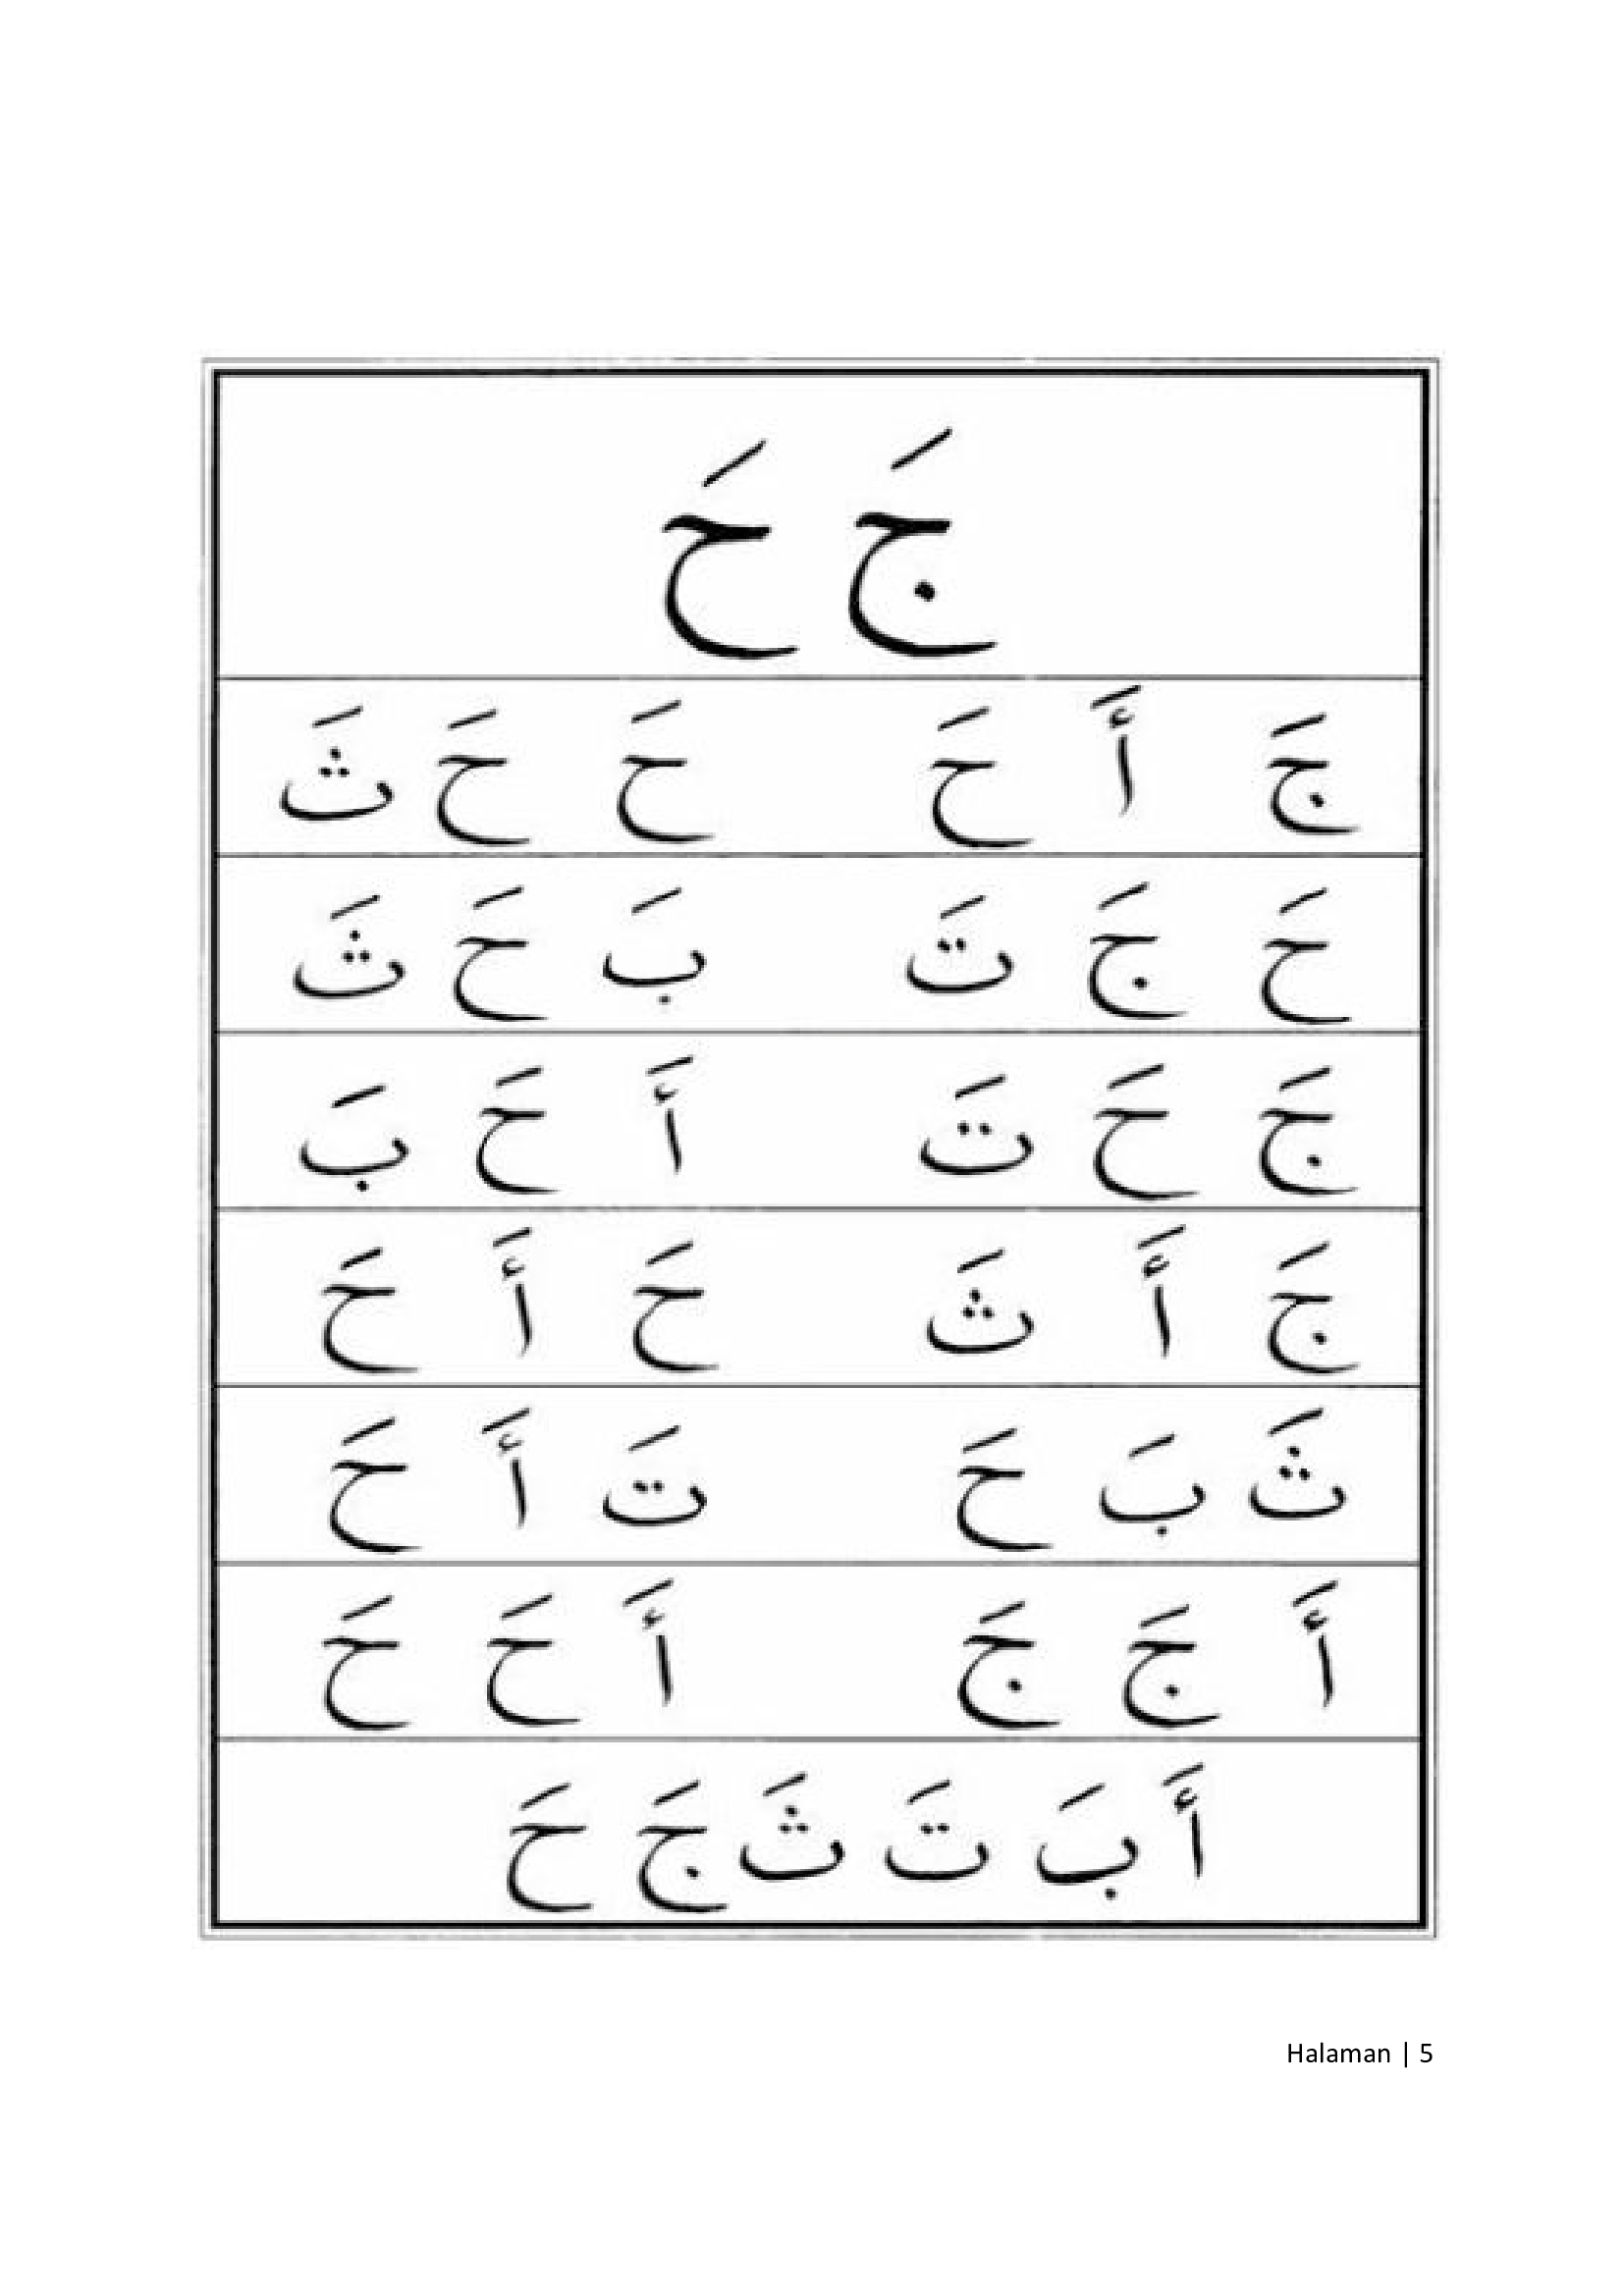 جَ حَ
جَ أَ حَ حَ حَ ثَ
حَ جَ تَ بَ حَ ثَ
جَ حَ تَ أَ حَ بَ
جَ أَ ثَ حَ أَ حَ
ثَ بَ حَ تَ أَ حَ
أَ جَ جَ أَ حَ حَ
أَ بَ تَ ثَ جَ حَ
Halaman | 5